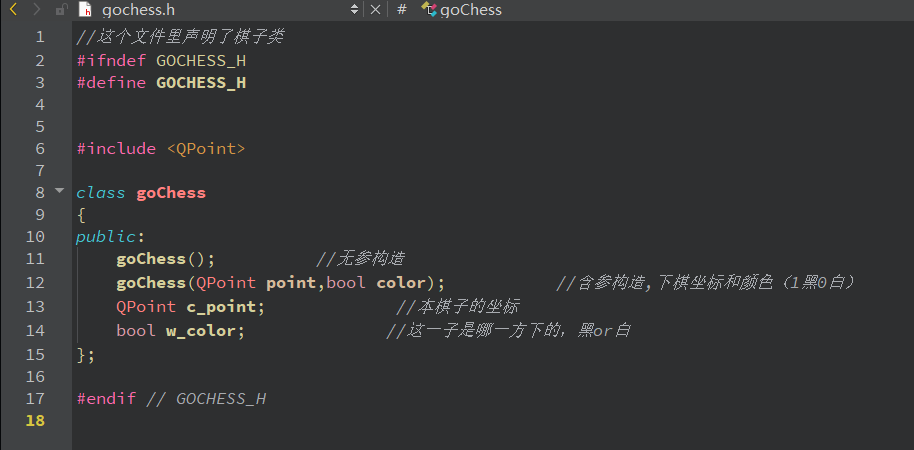 gochess.h # goChess
1 //这个文件里声明了棋子类
2 #ifndef GOCHESS_H
3 #define GOCHESS_H
4
5
6 #include <QPoint>
7
8 class goChess
9 {
10 public:
11 goChess(); //无参构造
12 goChess(QPoint point,bool color); //含参构造,下棋坐标和颜色（1黑0白）
13 QPoint c_point; //本棋子的坐标
14 bool w_color; //这一子是哪一方下的，黑or白
15 };
16
17 #endif // GOCHESS_H
18